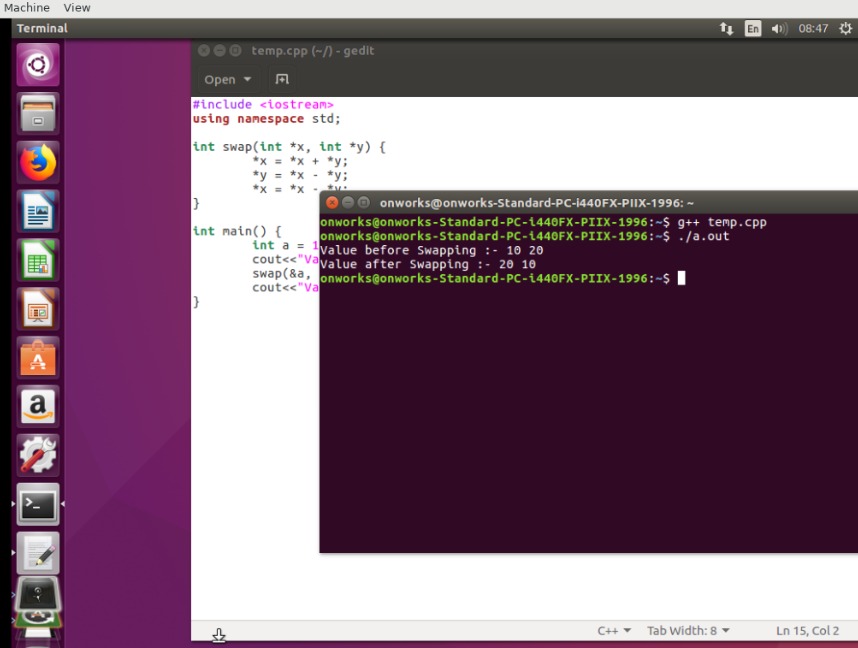 Machine View
Terminal
En
08:47
temp.cpp (~/) - gedit
Open
#include <iostream>
using namespace std;
int swap(int *x, int *y) {
*x = *x + *y;
*y = *x - *y;
*x = *x - *y;
}
int main() {
int a = 1
cout<<"Va
swap(&a,
cout<<"Va
}
onworks@onworks-Standard-PC-i440FX-PIIX-1996: ~
onworks@onworks-Standard-PC-i440FX-PIIX-1996:~$ g++ temp.cpp
onworks@onworks-Standard-PC-i440FX-PIIX-1996:~$ ./a.out
Value before Swapping :- 10 20
Value after Swapping :- 20 10
onworks@onworks-Standard-PC-i440FX-PIIX-1996:~$
C++ Tab Width: 8 Ln 15, Col 2